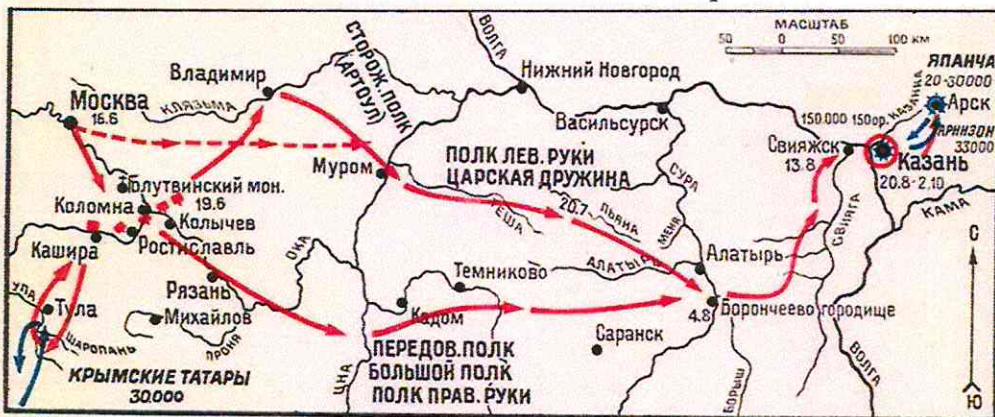 МАСШТАБ
50 0 50 100 км
ВОЛГА
СТОРОЖ. ПОЛК
(АРТОУЛ)
Владимир
Нижний Новгород
ЯПАНЧА
20-30000
КАЗАНКА
Арск
Москва
16.6
КЛЯЗЬМА
Васильсурск
150.000 150ор.
ГАРНИЗОН
33000
Свияжск
13.8
Казань
20.8-2.10
Муром
ПОЛК ЛЕВ. РУКИ
ЦАРСКАЯ ДРУЖИНА
СУРА
Голутвинский мон.
19.6
Коломна
Колычев
20.7
ТЕША
ПЬЯНА
МЕНЯ
СВИЯГА
КАМА
Ростиславль
Кашира
ОКА
С
Темниково
АЛАТЫРЬ
Алатырь
УПА
Тула
Рязань
Кадом
4.8
Борончеево городище
Михайлов
ПРОНЯ
ШАРОПАНЬ
Саранск
ПЕРЕДОВ. ПОЛК
БОЛЬШОЙ ПОЛК
ПОЛК ПРАВ. РУКИ
КРЫМСКИЕ ТАТАРЫ
30.000
ЦНА
БОРЫШ
ВОЛГА
Ю